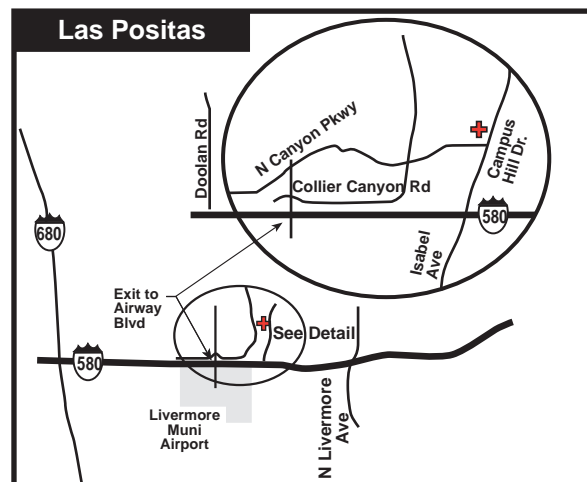 Las Positas
Doolan Rd
N Canyon Pkwy
Collier Canyon Rd
Campus
Hill Dr.
580
Isabel
Ave
680
Exit to
Airway
Blvd
See Detail
580
Livermore
Muni
Airport
N Livermore
Ave